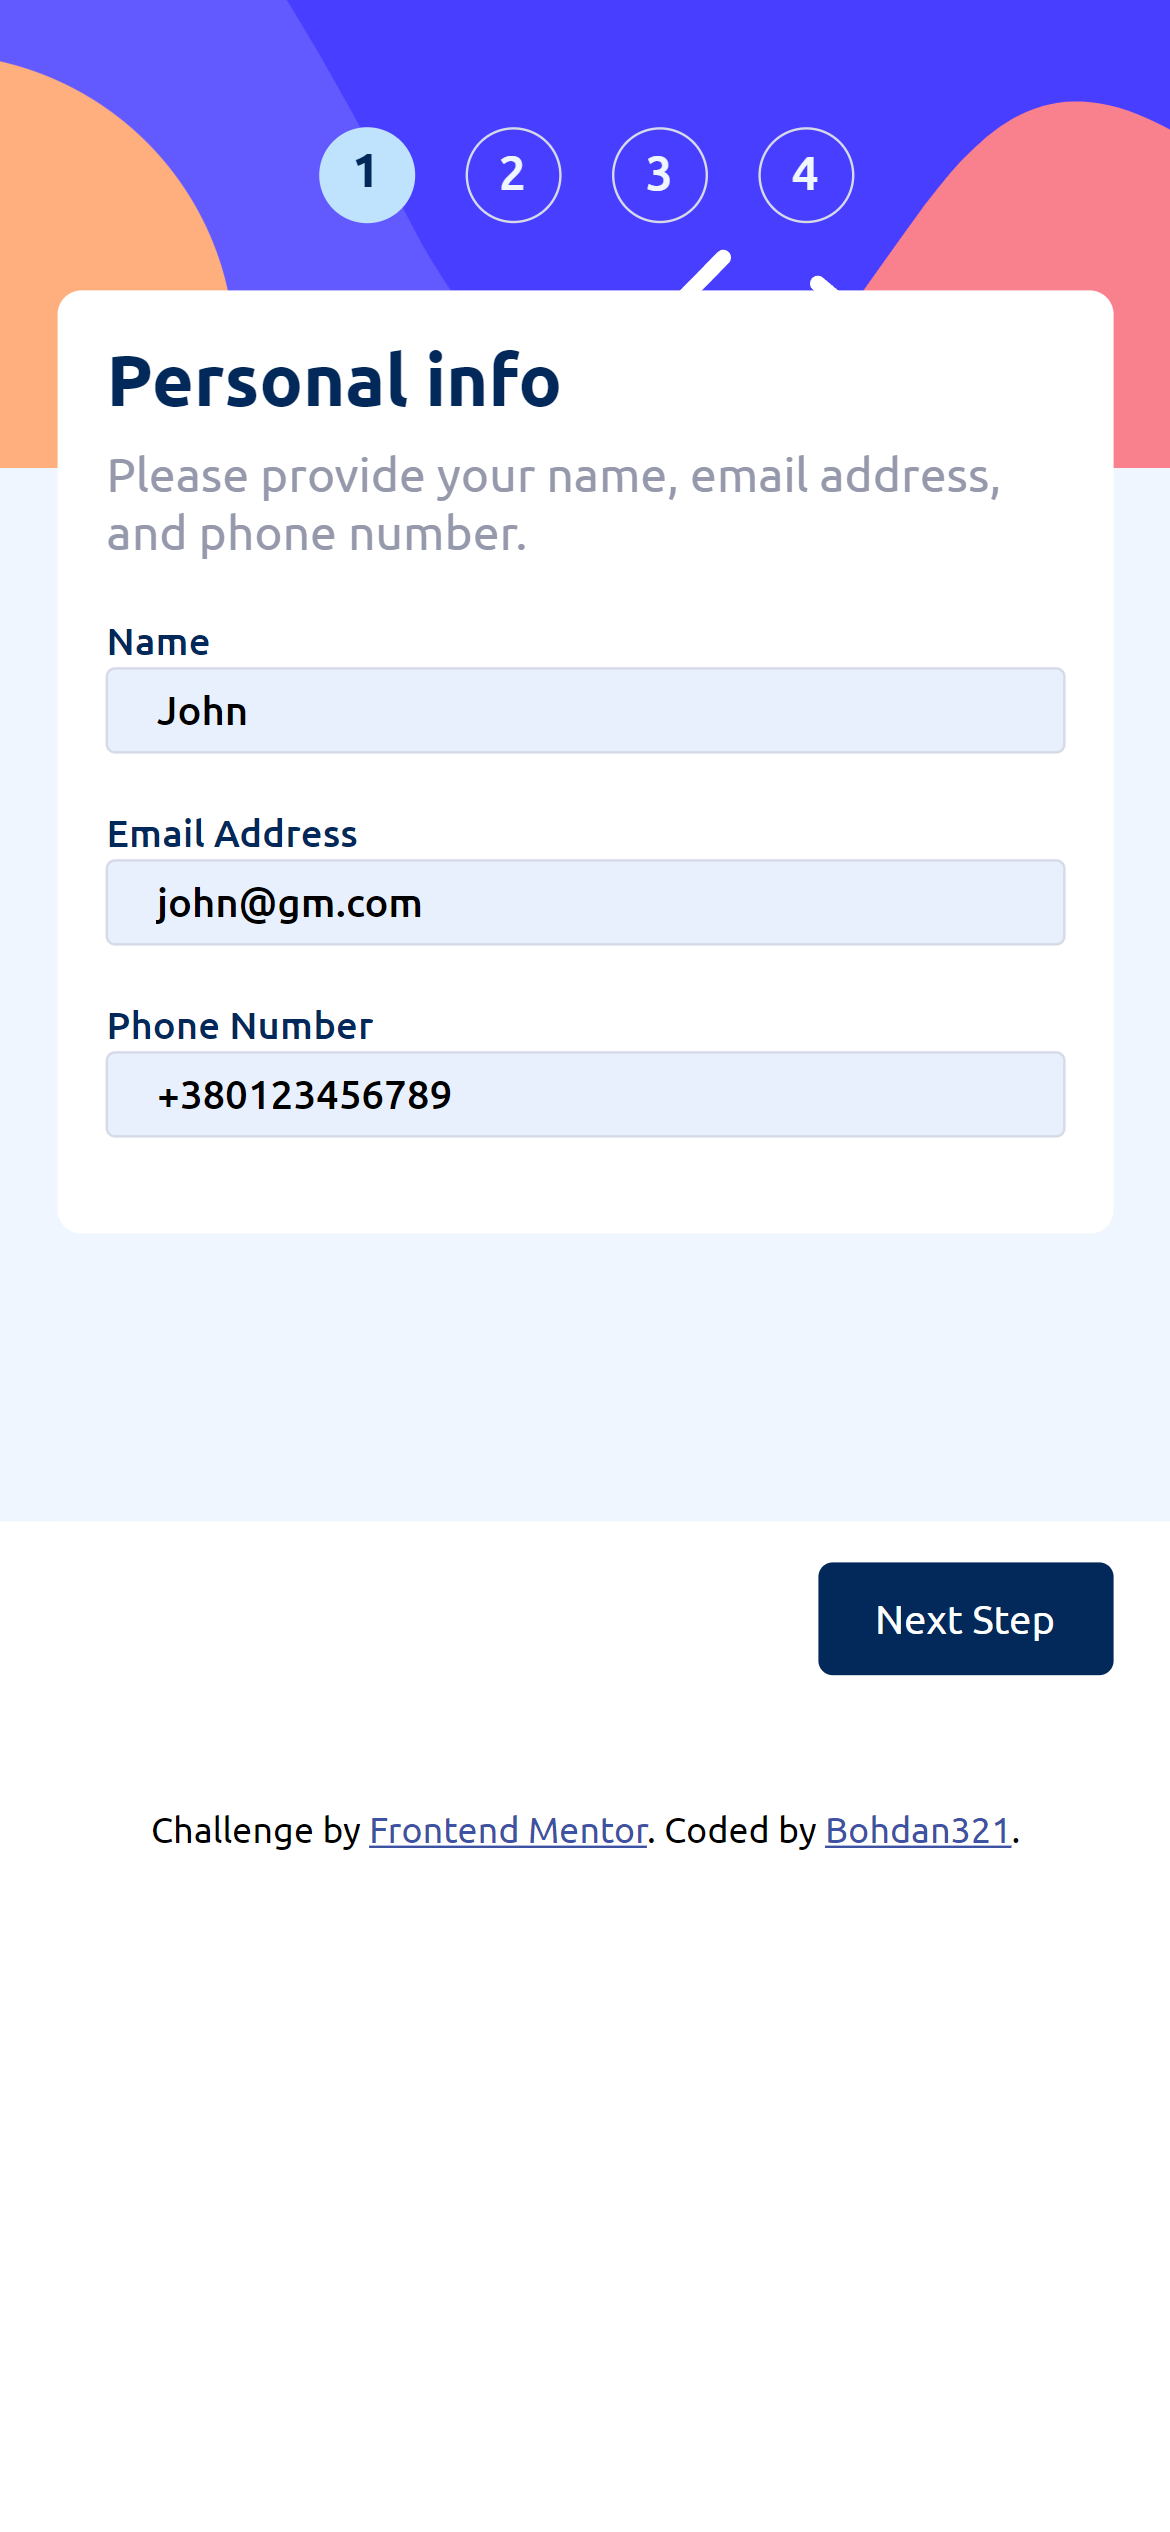 1 2 3 4
Personal info
Please provide your name, email address,
and phone number.
Name
John
Email Address
john@gm.com
Phone Number
+380123456789
Next Step
Challenge by Frontend Mentor. Coded by Bohdan321.